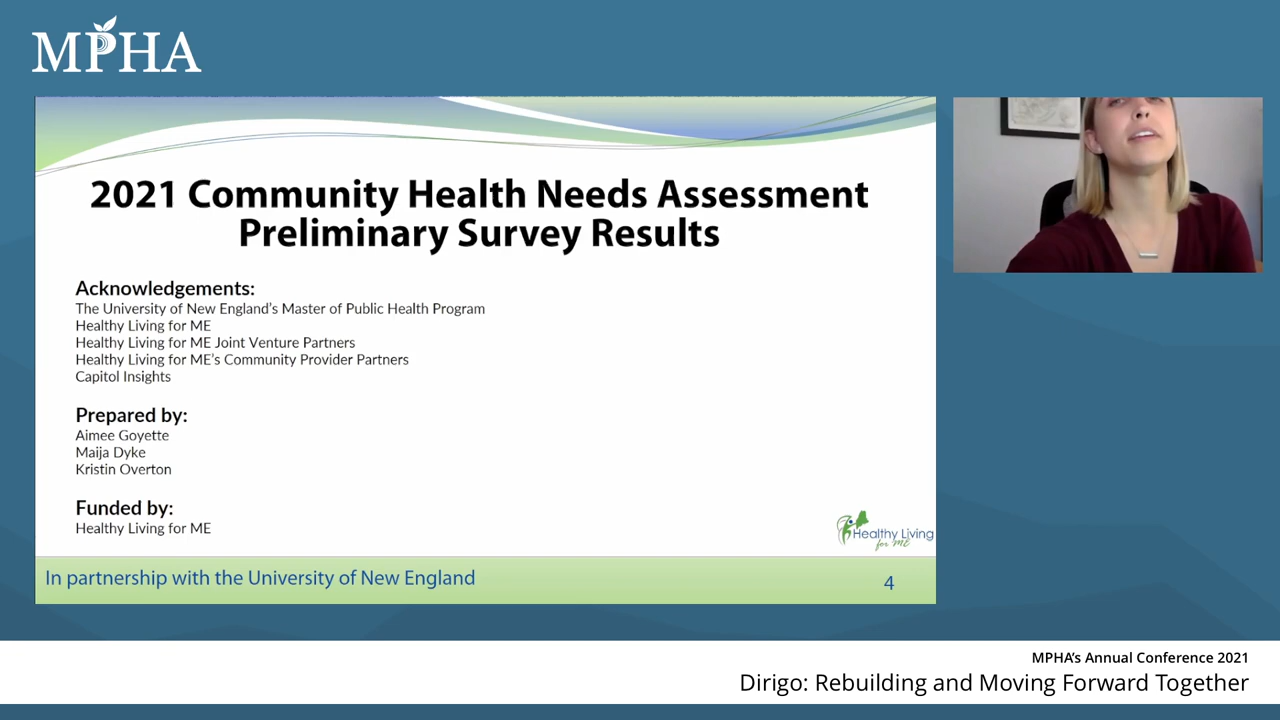 MPHA
2021 Community Health Needs Assessment
Preliminary Survey Results
Acknowledgements:
The University of New England's Master of Public Health Program
Healthy Living for ME
Healthy Living for ME Joint Venture Partners
Healthy Living for ME's Community Provider Partners
Capitol Insights
Prepared by:
Aimee Goyette
Maija Dyke
Kristin Overton
Funded by:
Healthy Living for ME
Healthy Living
for ME
In partnership with the University of New England
4
MPHA's Annual Conference 2021
Dirigo: Rebuilding and Moving Forward Together